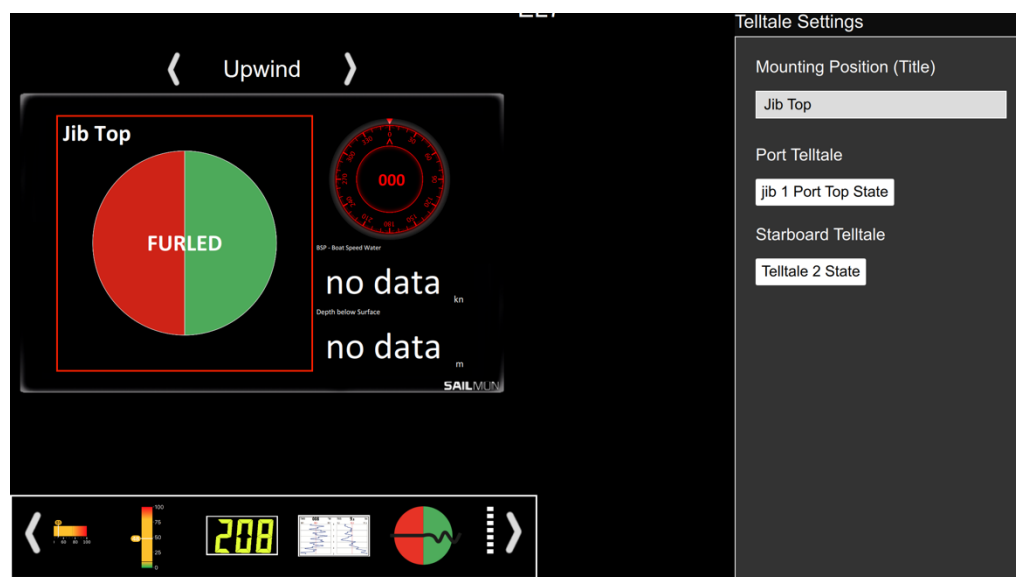 Telltale Settings
Upwind
Mounting Position (Title)
Jib Top
Port Telltale
jib 1 Port Top State
Starboard Telltale
Telltale 2 State
Jib Top
FURLED
000
BSP - Boat Speed Water
no data
kn
Depth below Surface
no data
m
SAILMUN
100
75
50
25
0
208